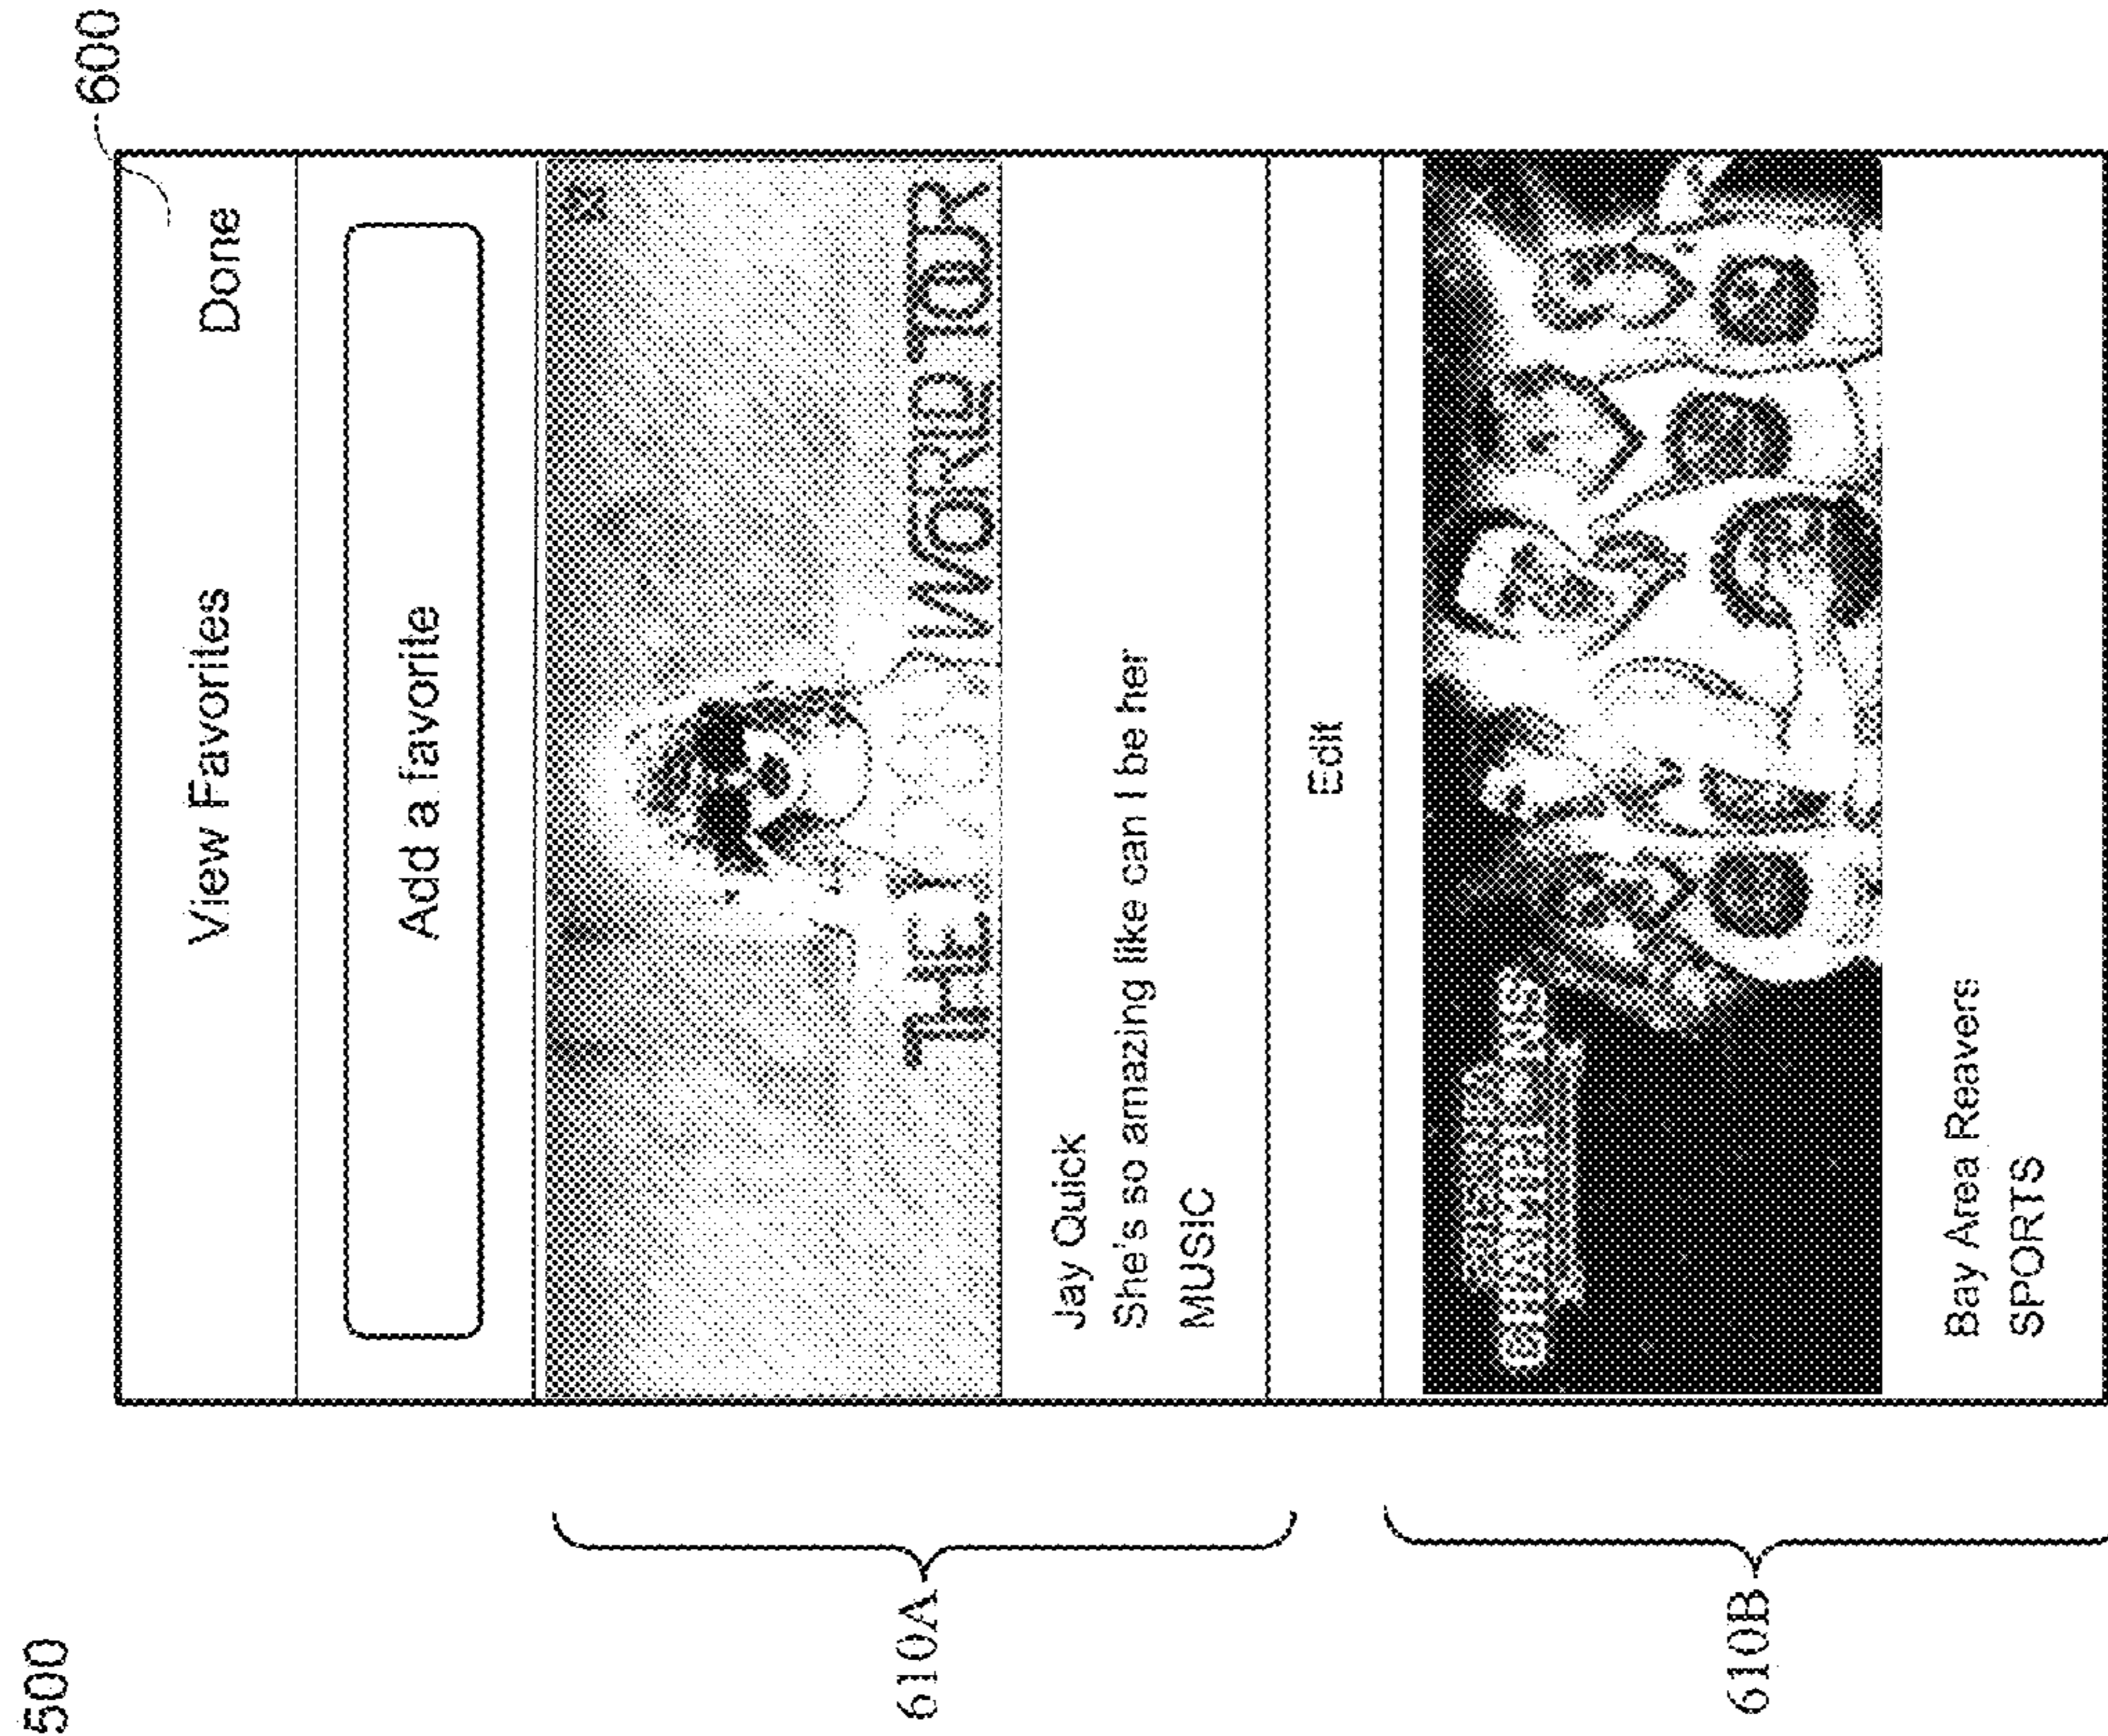 500
600
View Favorites
Done
Add a favorite
X
WORLD TOUR
610A
Jay Quick
She's so amazing like can I be her
MUSIC
Edit
CHAMPIONS
610B
Bay Area Reavers
SPORTS